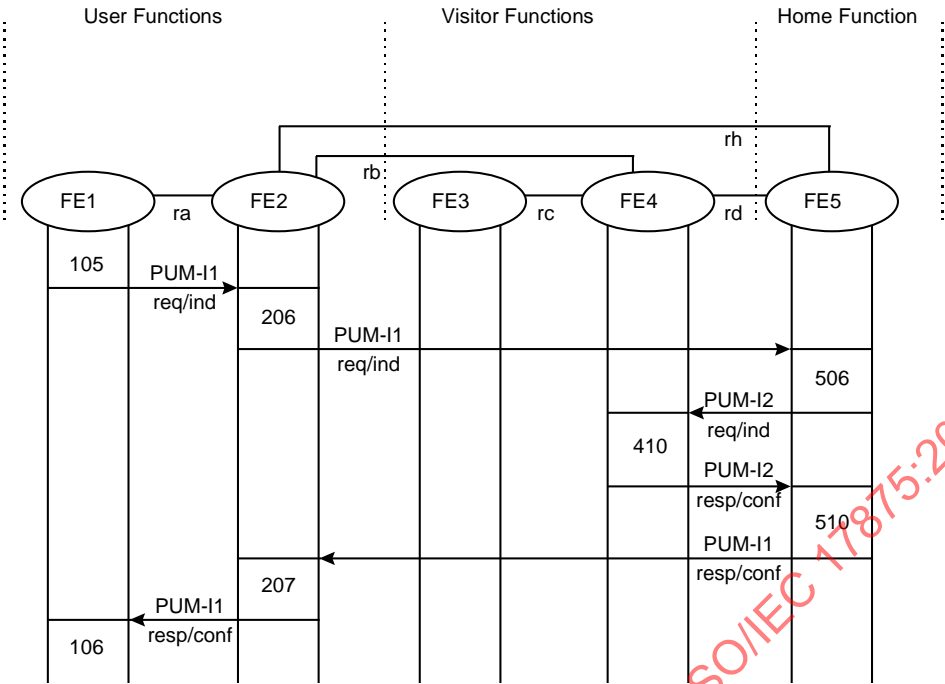 User Functions
Visitor Functions
Home Function
rh
rb
FE1
ra
FE2
FE3
rc
FE4
rd
FE5
105
PUM-I1
req/ind
206
PUM-I1
req/ind
506
PUM-I2
req/ind
410
PUM-I2
resp/conf
510
PUM-I1
resp/conf
207
PUM-I1
resp/conf
106
SO/IEC 17875:20